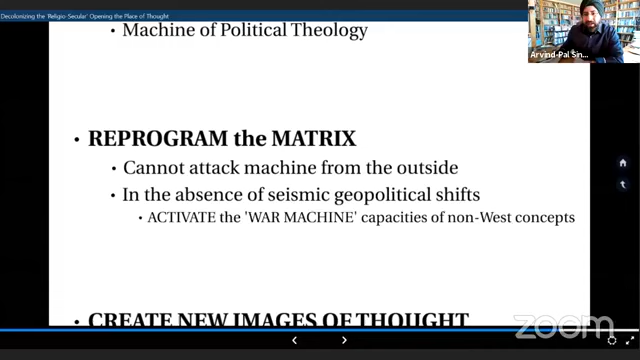 Decolonizing the 'Religio-Secular' Opening the Place of Thought
• Machine of Political Theology
Arvind-Pal Sin...
• REPROGRAM the MATRIX
• Cannot attack machine from the outside
• In the absence of seismic geopolitical shifts
• ACTIVATE the 'WAR MACHINE' capacities of non-West concepts
• CREATE NEW IMAGES OF THOUGHT
zoom